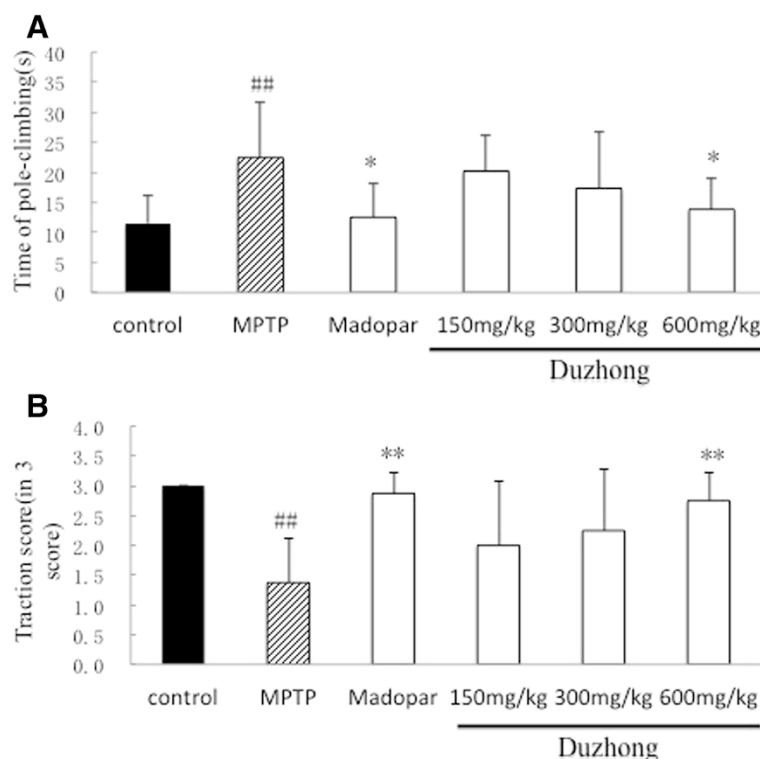 A
Time of pole-climbing(s)
40
35
30
25
20
15
10
5
0
##
*
*
control MPTP Madopar 150mg/kg 300mg/kg 600mg/kg
Duzhong
B
Traction score(in 3
score)
4.0
3.5
3.0
2.5
2.0
1.5
1.0
0.5
0.0
##
**
**
control MPTP Madopar 150mg/kg 300mg/kg 600mg/kg
Duzhong